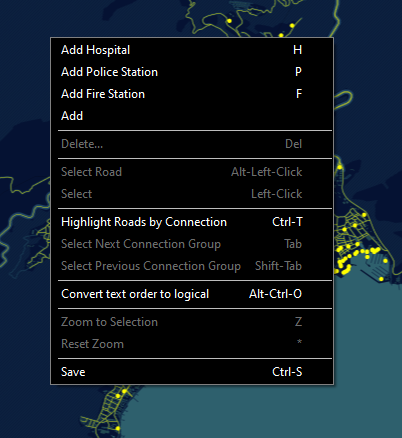 Add Hospital H
Add Police Station P
Add Fire Station F
Add
Delete... Del
Select Road Alt-Left-Click
Select Left-Click
Highlight Roads by Connection Ctrl-T
Select Next Connection Group Tab
Select Previous Connection Group Shift-Tab
Convert text order to logical Alt-Ctrl-O
Zoom to Selection Z
Reset Zoom *
Save Ctrl-S